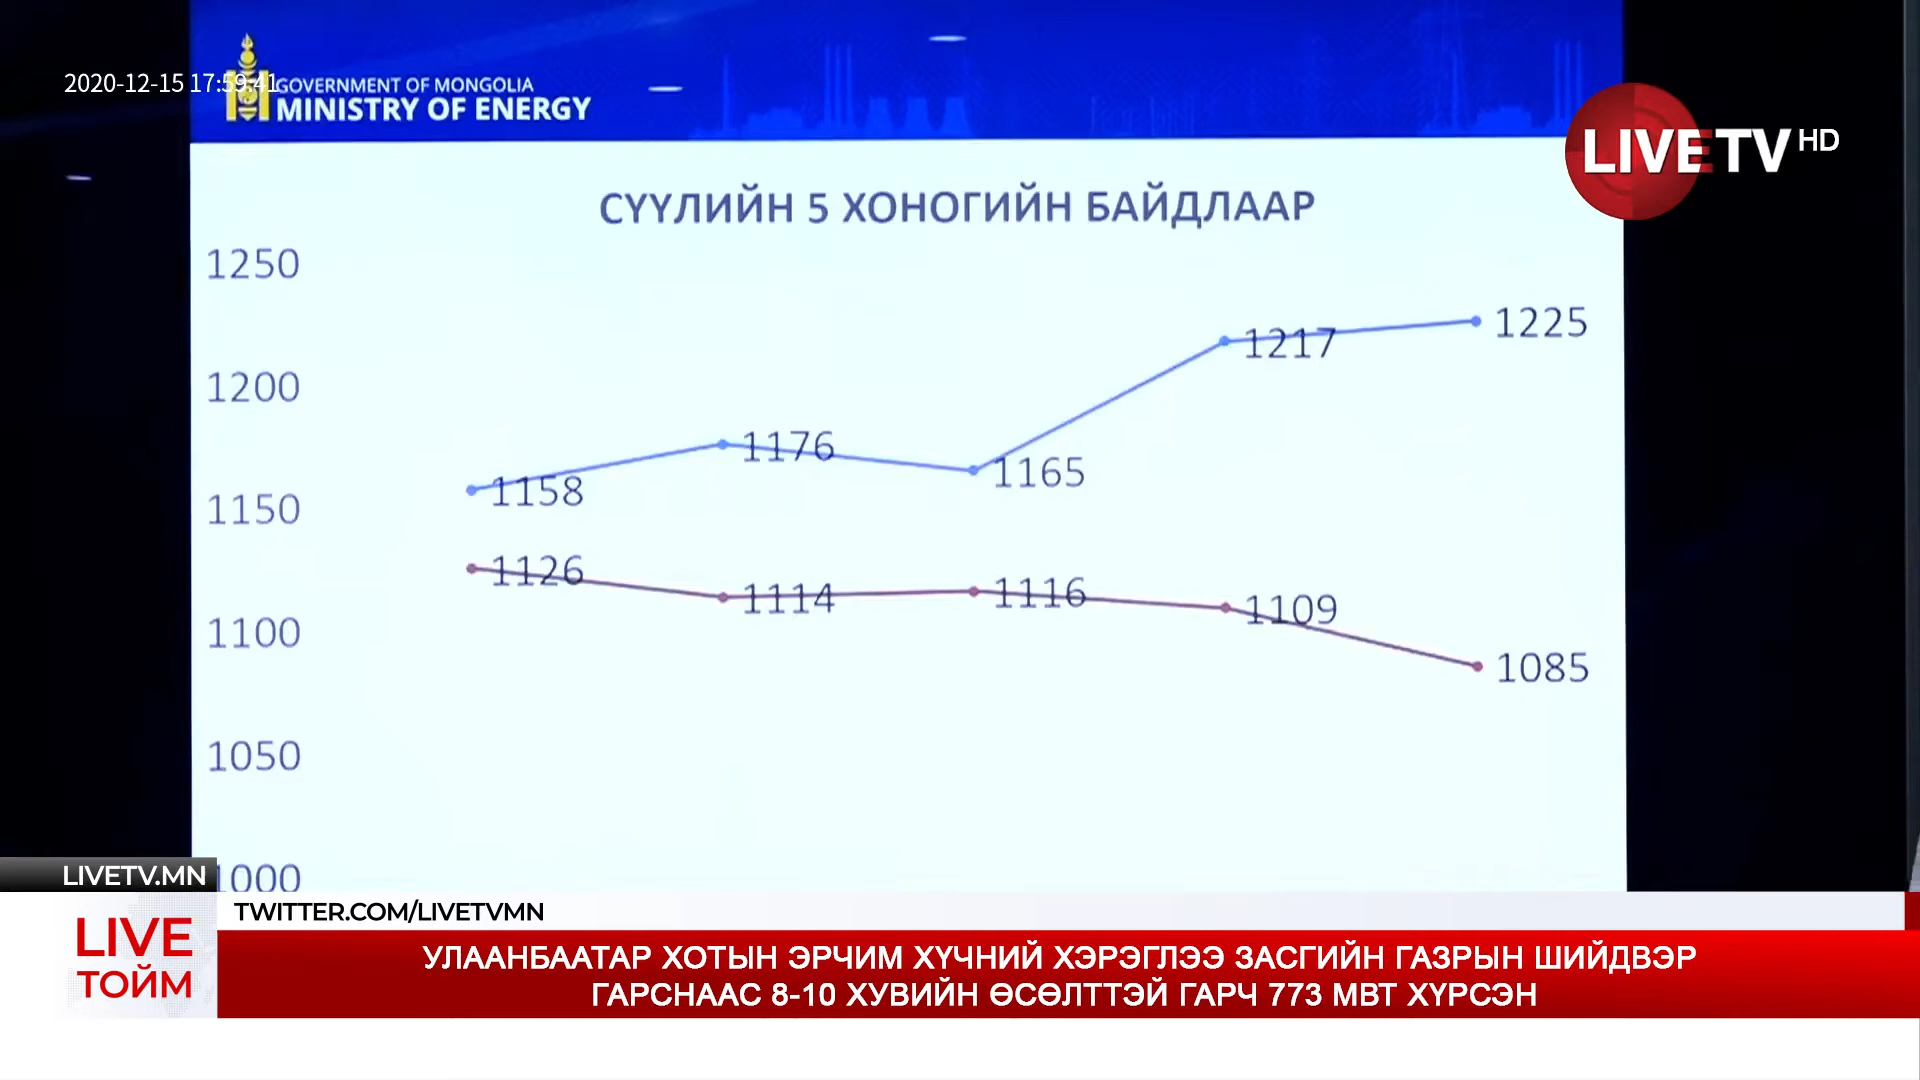 2020-12-15 17:59:41
GOVERNMENT OF MONGOLIA
MINISTRY OF ENERGY
LIVE TV HD
СҮҮЛИЙН 5 ХОНОГИЙН БАЙДЛААР
1250
1225
1217
1200
1176
1165
1158
1150
1126
1114
1116
1109
1100
1085
1050
1000
LIVETV.MN
TWITTER.COM/LIVETVMN
LIVE
ТОЙМ
УЛААНБААТАР ХОТЫН ЭРЧИМ ХҮЧНИЙ ХЭРЭГЛЭЭ ЗАСГИЙН ГАЗРЫН ШИЙДВЭР
ГАРСНААС 8-10 ХУВИЙН ӨСӨЛТТЭЙ ГАРЧ 773 МВТ ХҮРСЭН